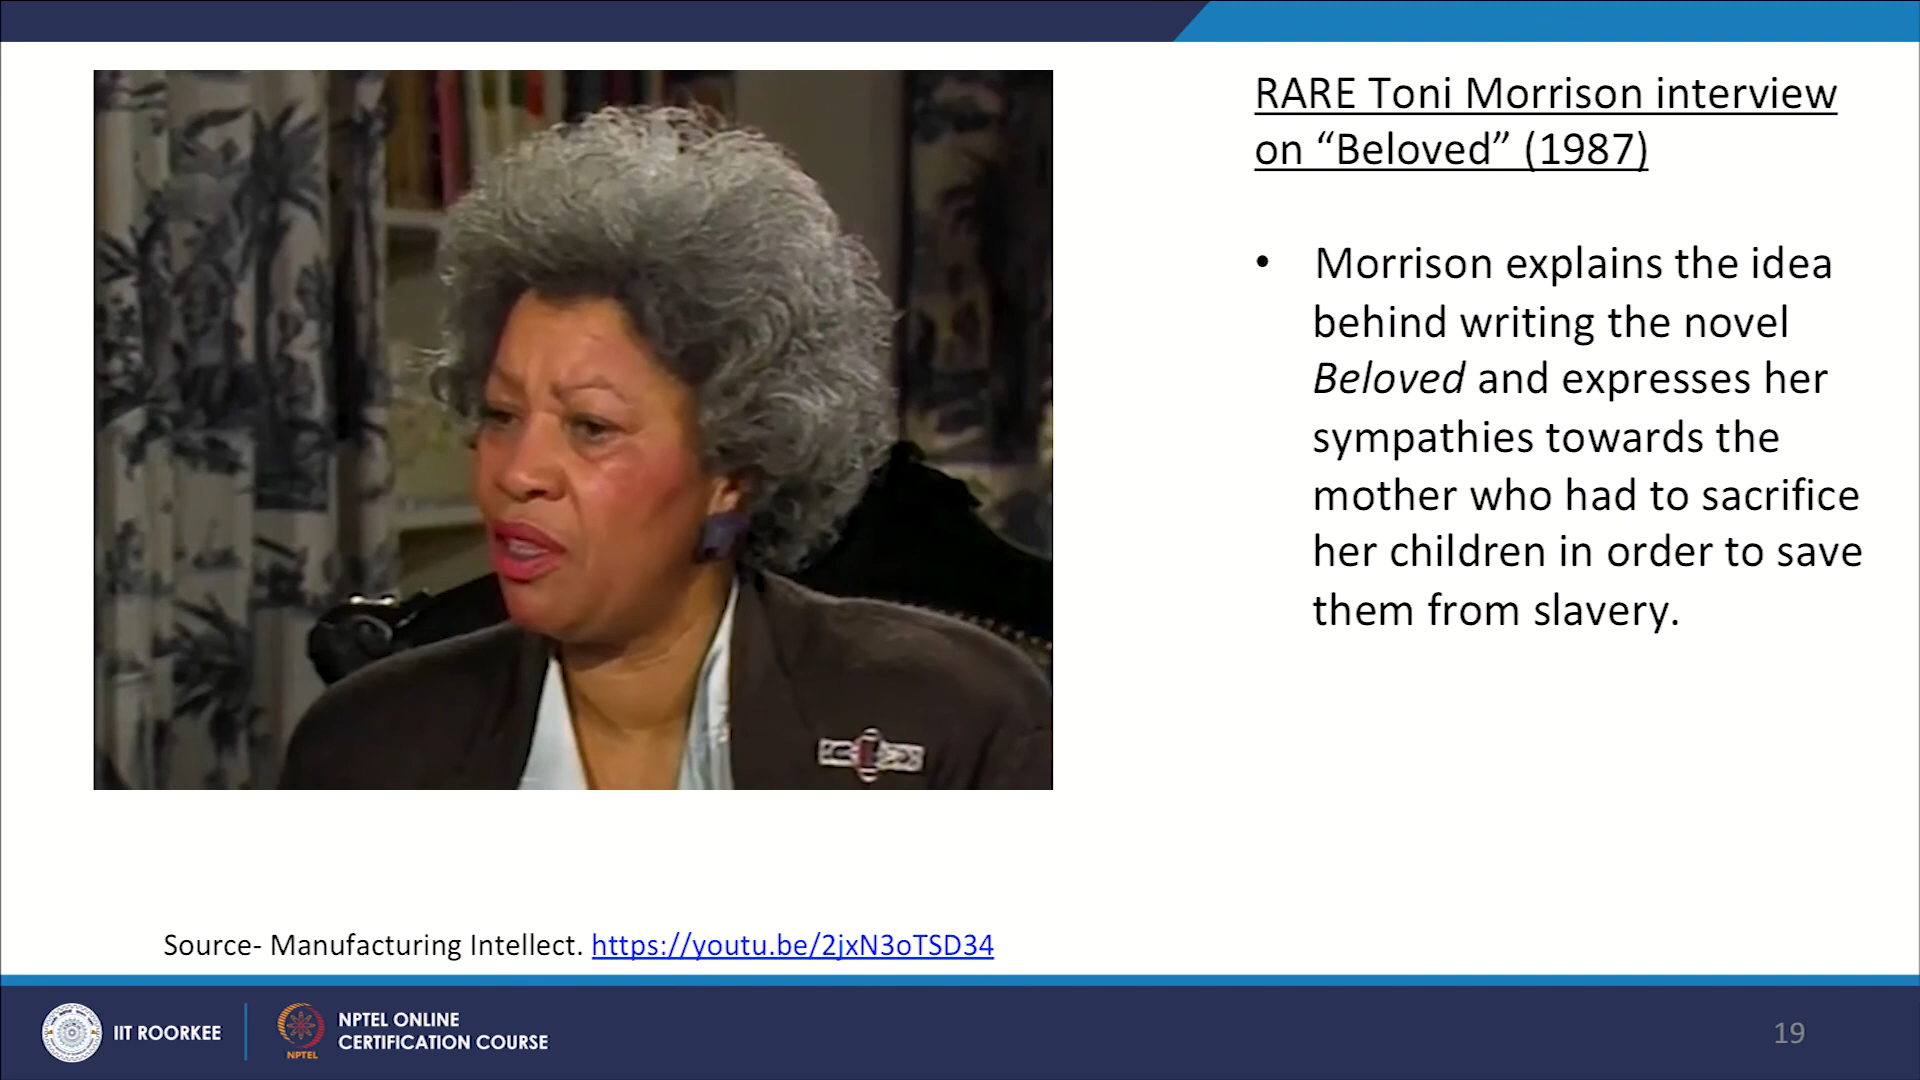 RARE Toni Morrison interview
on “Beloved” (1987)
• Morrison explains the idea
behind writing the novel
Beloved and expresses her
sympathies towards the
mother who had to sacrifice
her children in order to save
them from slavery.
Source- Manufacturing Intellect. https://youtu.be/2jxN3oTSD34
IIT ROORKEE
NPTEL
NPTEL ONLINE
CERTIFICATION COURSE
19